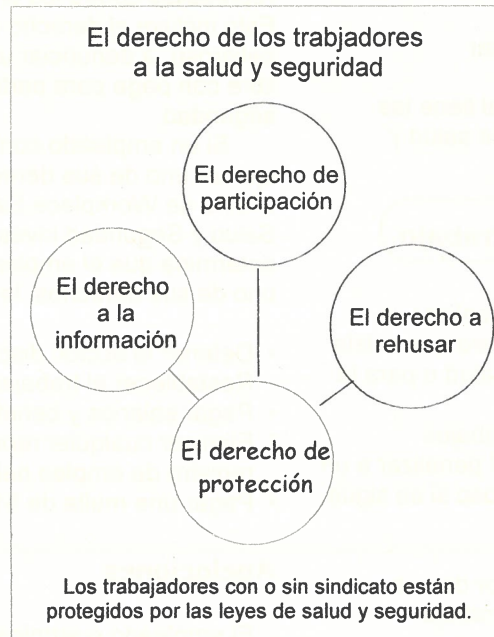 El derecho de los trabjadores
a la salud y seguridad
El derecho de
participación
El derecho
a la
información
El derecho a
rehusar
El derecho de
protección
Los trabajadores con o sin sindicato están
protegidos por las leyes de salud y seguridad.